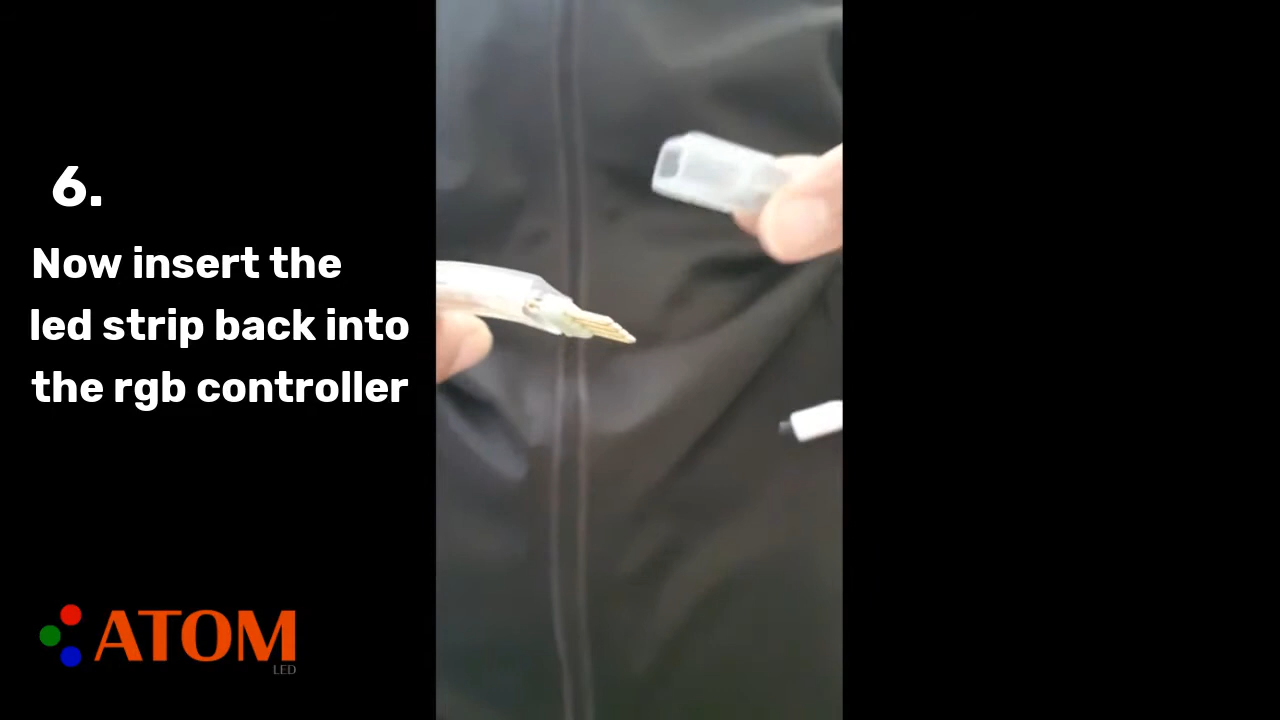 6.
Now insert the
led strip back into
the rgb controller
ATOM
LED